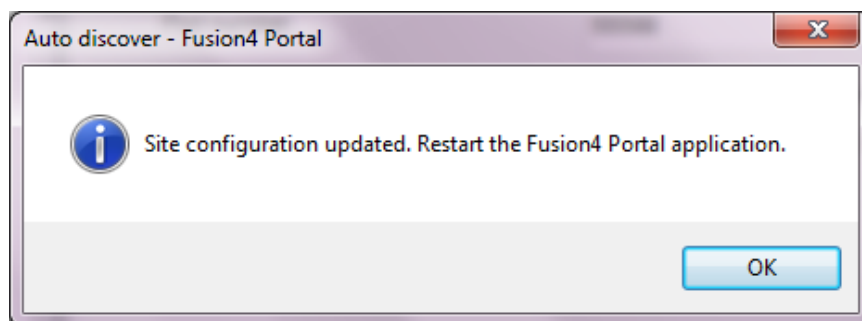 Auto discover - Fusion4 Portal
Site configuration updated. Restart the Fusion4 Portal application.
OK